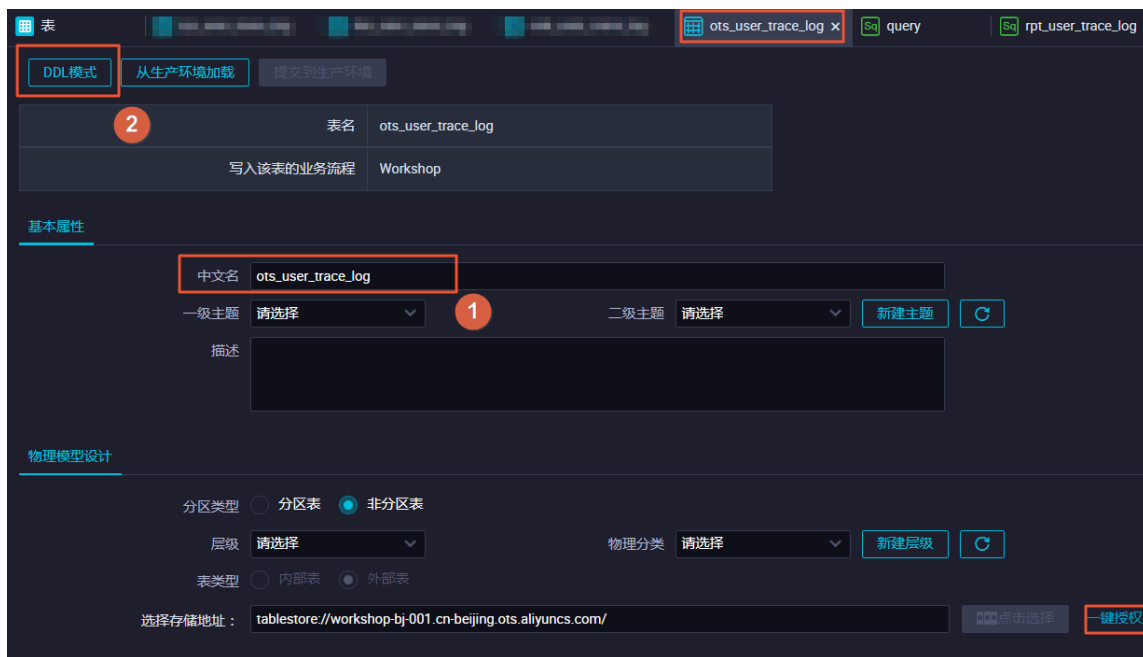 表 ots_user_trace_log × Sq query Sq rpt_user_trace_log
DDL模式 从生产环境加载 提交到生产环境
2
表名 ots_user_trace_log
写入该表的业务流程 Workshop
基本属性
中文名 ots_user_trace_log
一级主题 请选择 1 二级主题 请选择 新建主题
描述
物理模型设计
分区类型 分区表 非分区表
层级 请选择 物理分类 请选择 新建层级
表类型 内部表 外部表
选择存储地址： tablestore://workshop-bj-001.cn-beijing.ots.aliyuncs.com/ 点击选择 一键授权